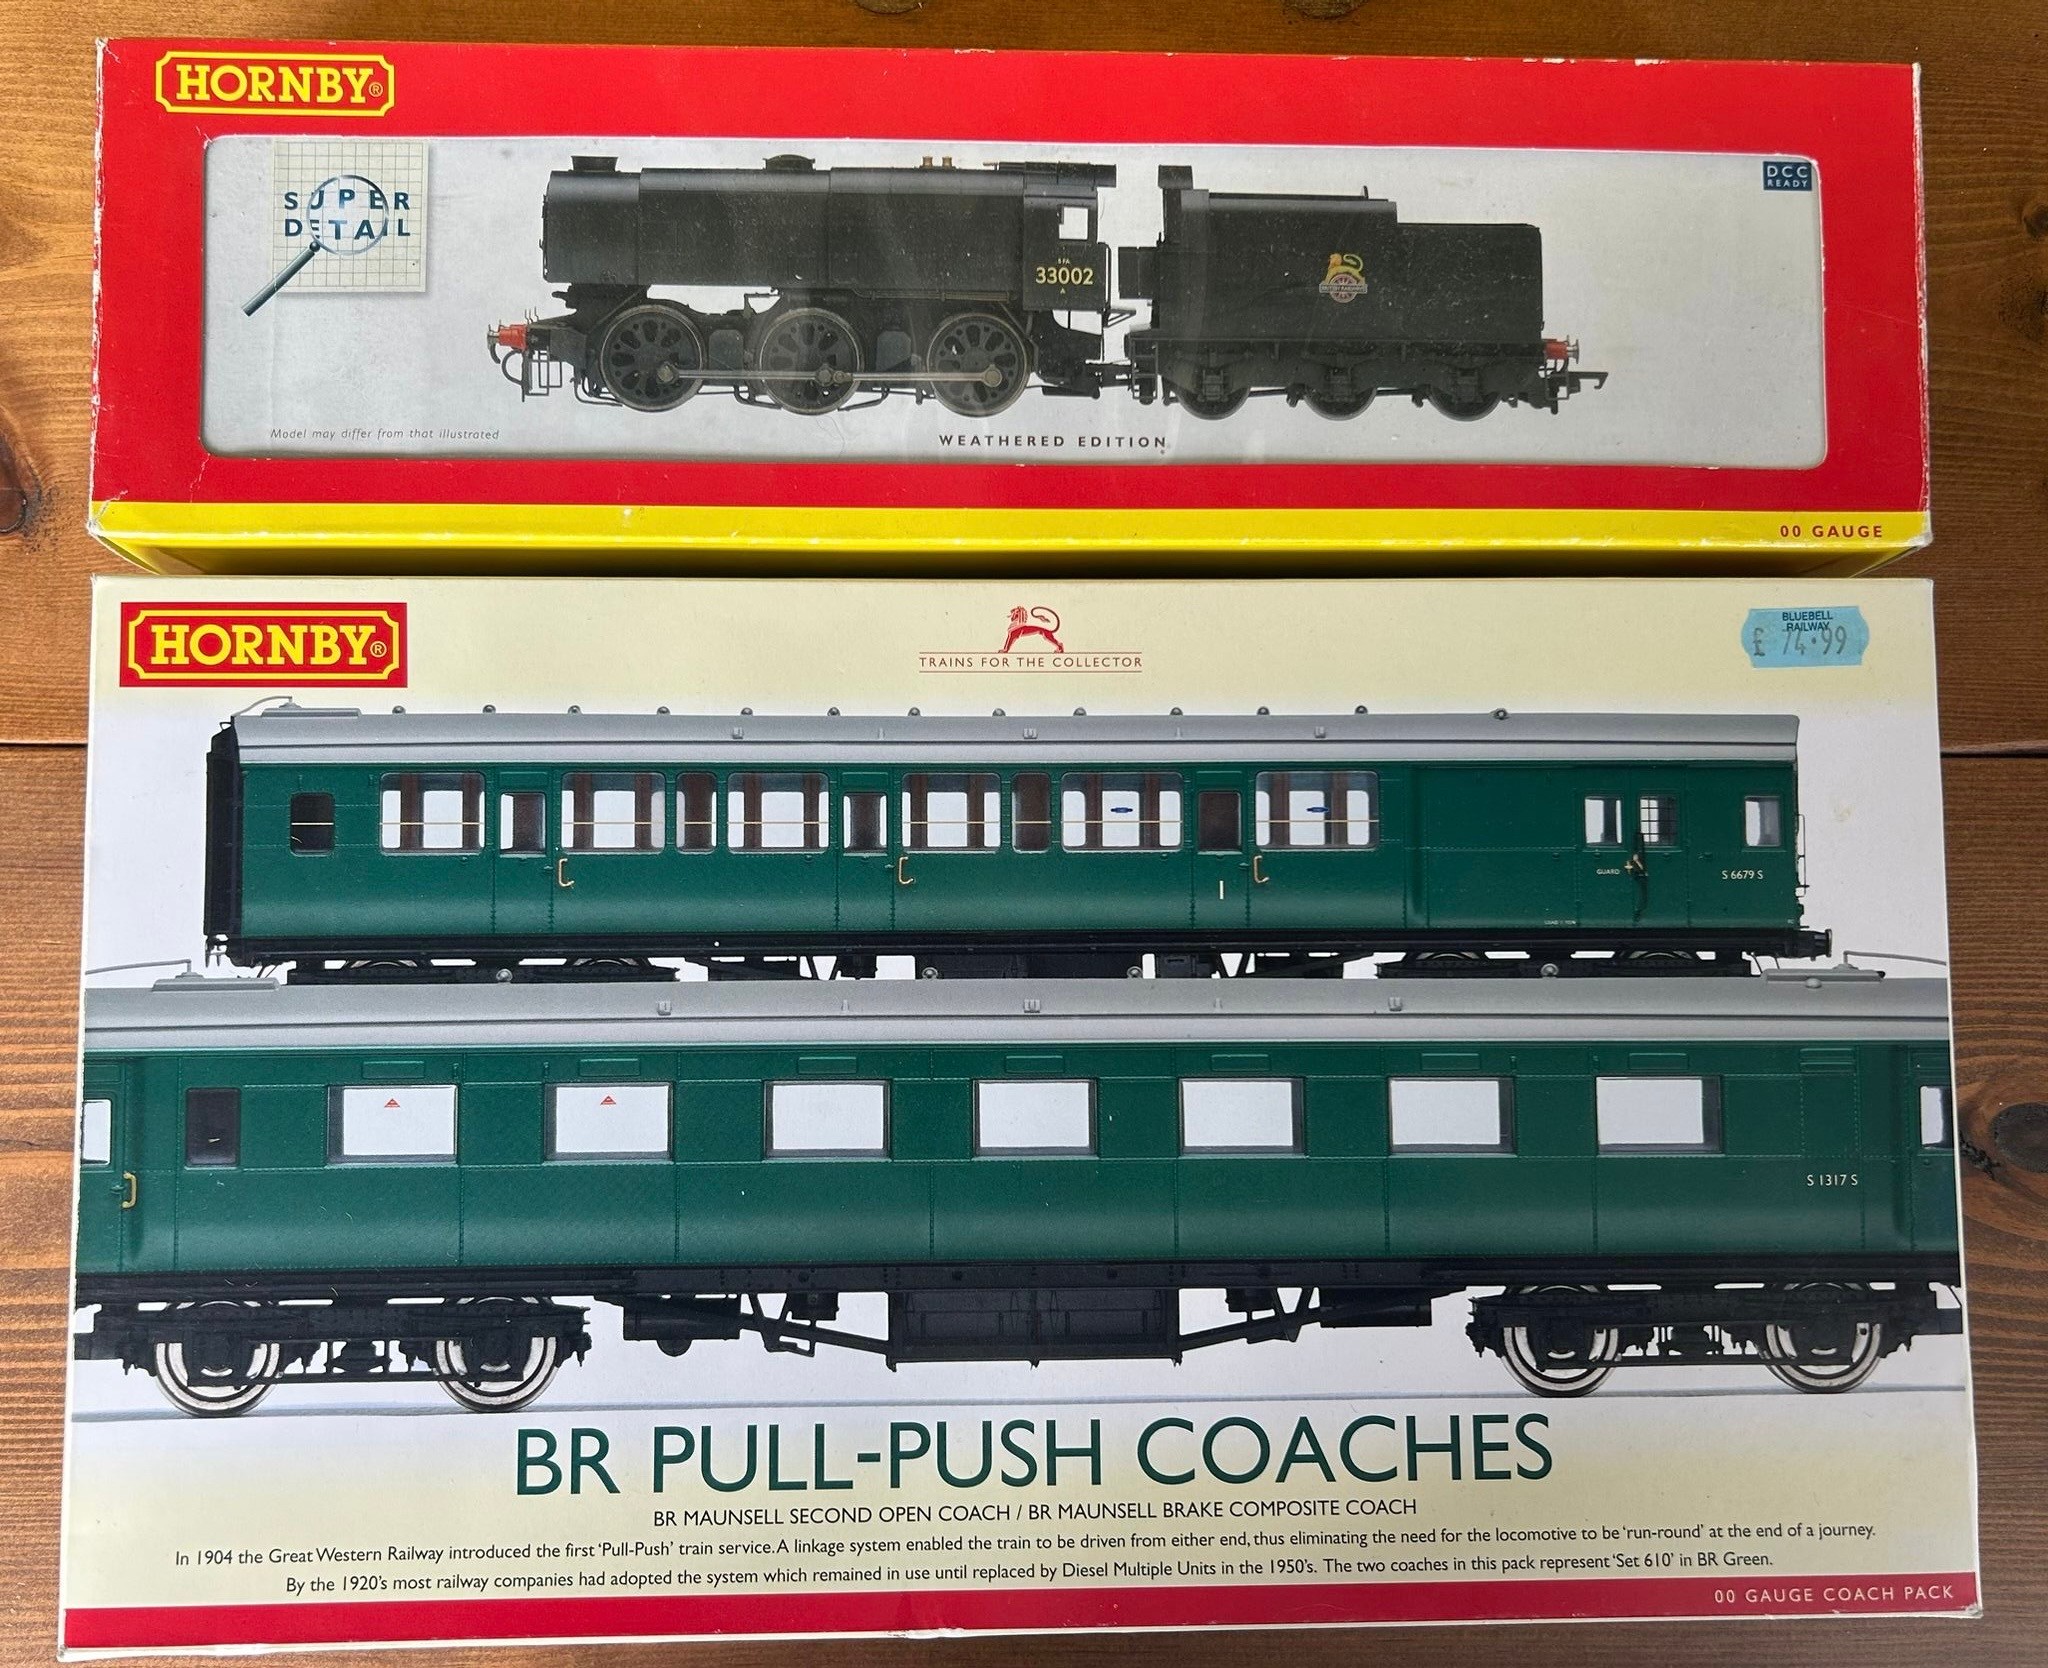 HORNBY®
SUPER
DETAIL
DCC
READY
33002
A
BRITISH RAILWAYS
Model may differ from that illustrated
WEATHERED EDITION
00 GAUGE
HORNBY®
TRAINS FOR THE COLLECTOR
BLUEBELL
RAILWAY
£ 74.99
GUARD
S 6679 S
1
S 1317 S
BR PULL-PUSH COACHES
BR MAUNSELL SECOND OPEN COACH / BR MAUNSELL BRAKE COMPOSITE COACH
In 1904 the Great Western Railway introduced the first 'Pull-Push' train service. A linkage system enabled the train to be driven from either end, thus eliminating the need for the locomotive to be 'run-round' at the end of a journey.
By the 1920's most railway companies had adopted the system which remained in use until replaced by Diesel Multiple Units in the 1950's. The two coaches in this pack represent 'Set 610' in BR Green.
00 GAUGE COACH PACK